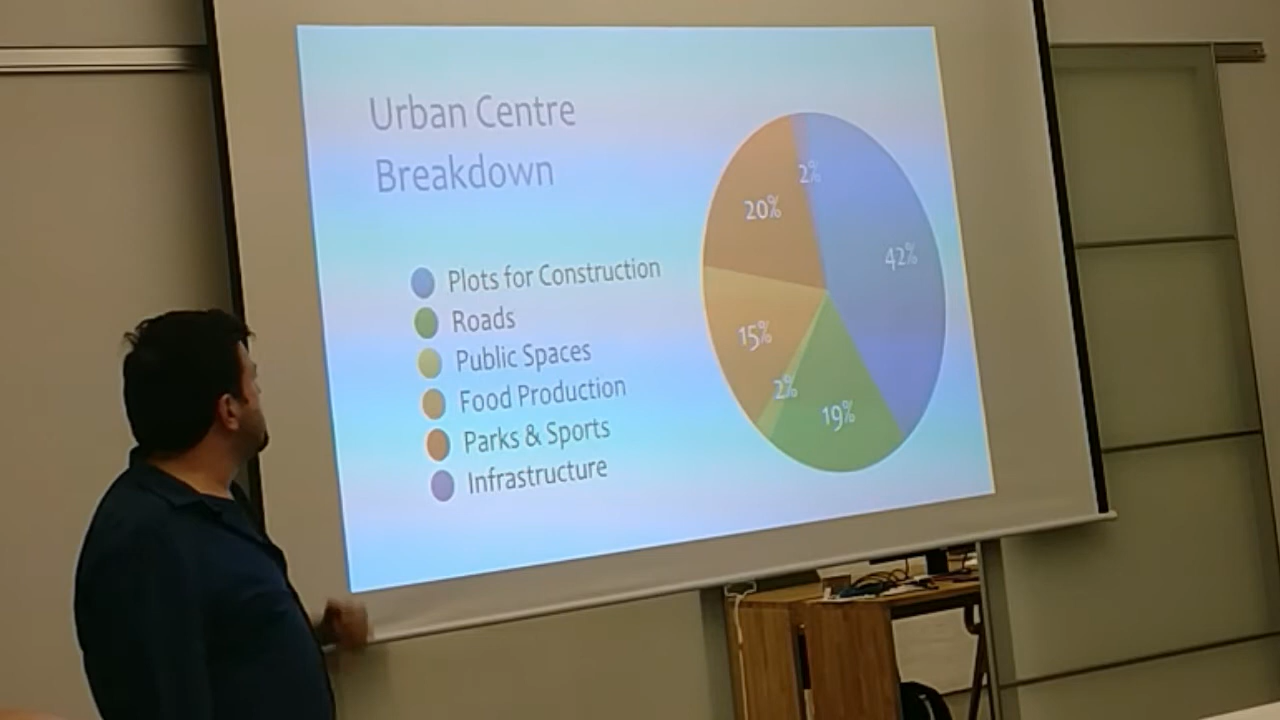 Urban Centre
Breakdown
Plots for Construction
Roads
Public Spaces
Food Production
Parks & Sports
Infrastructure
2%
20%
42%
15%
2%
19%